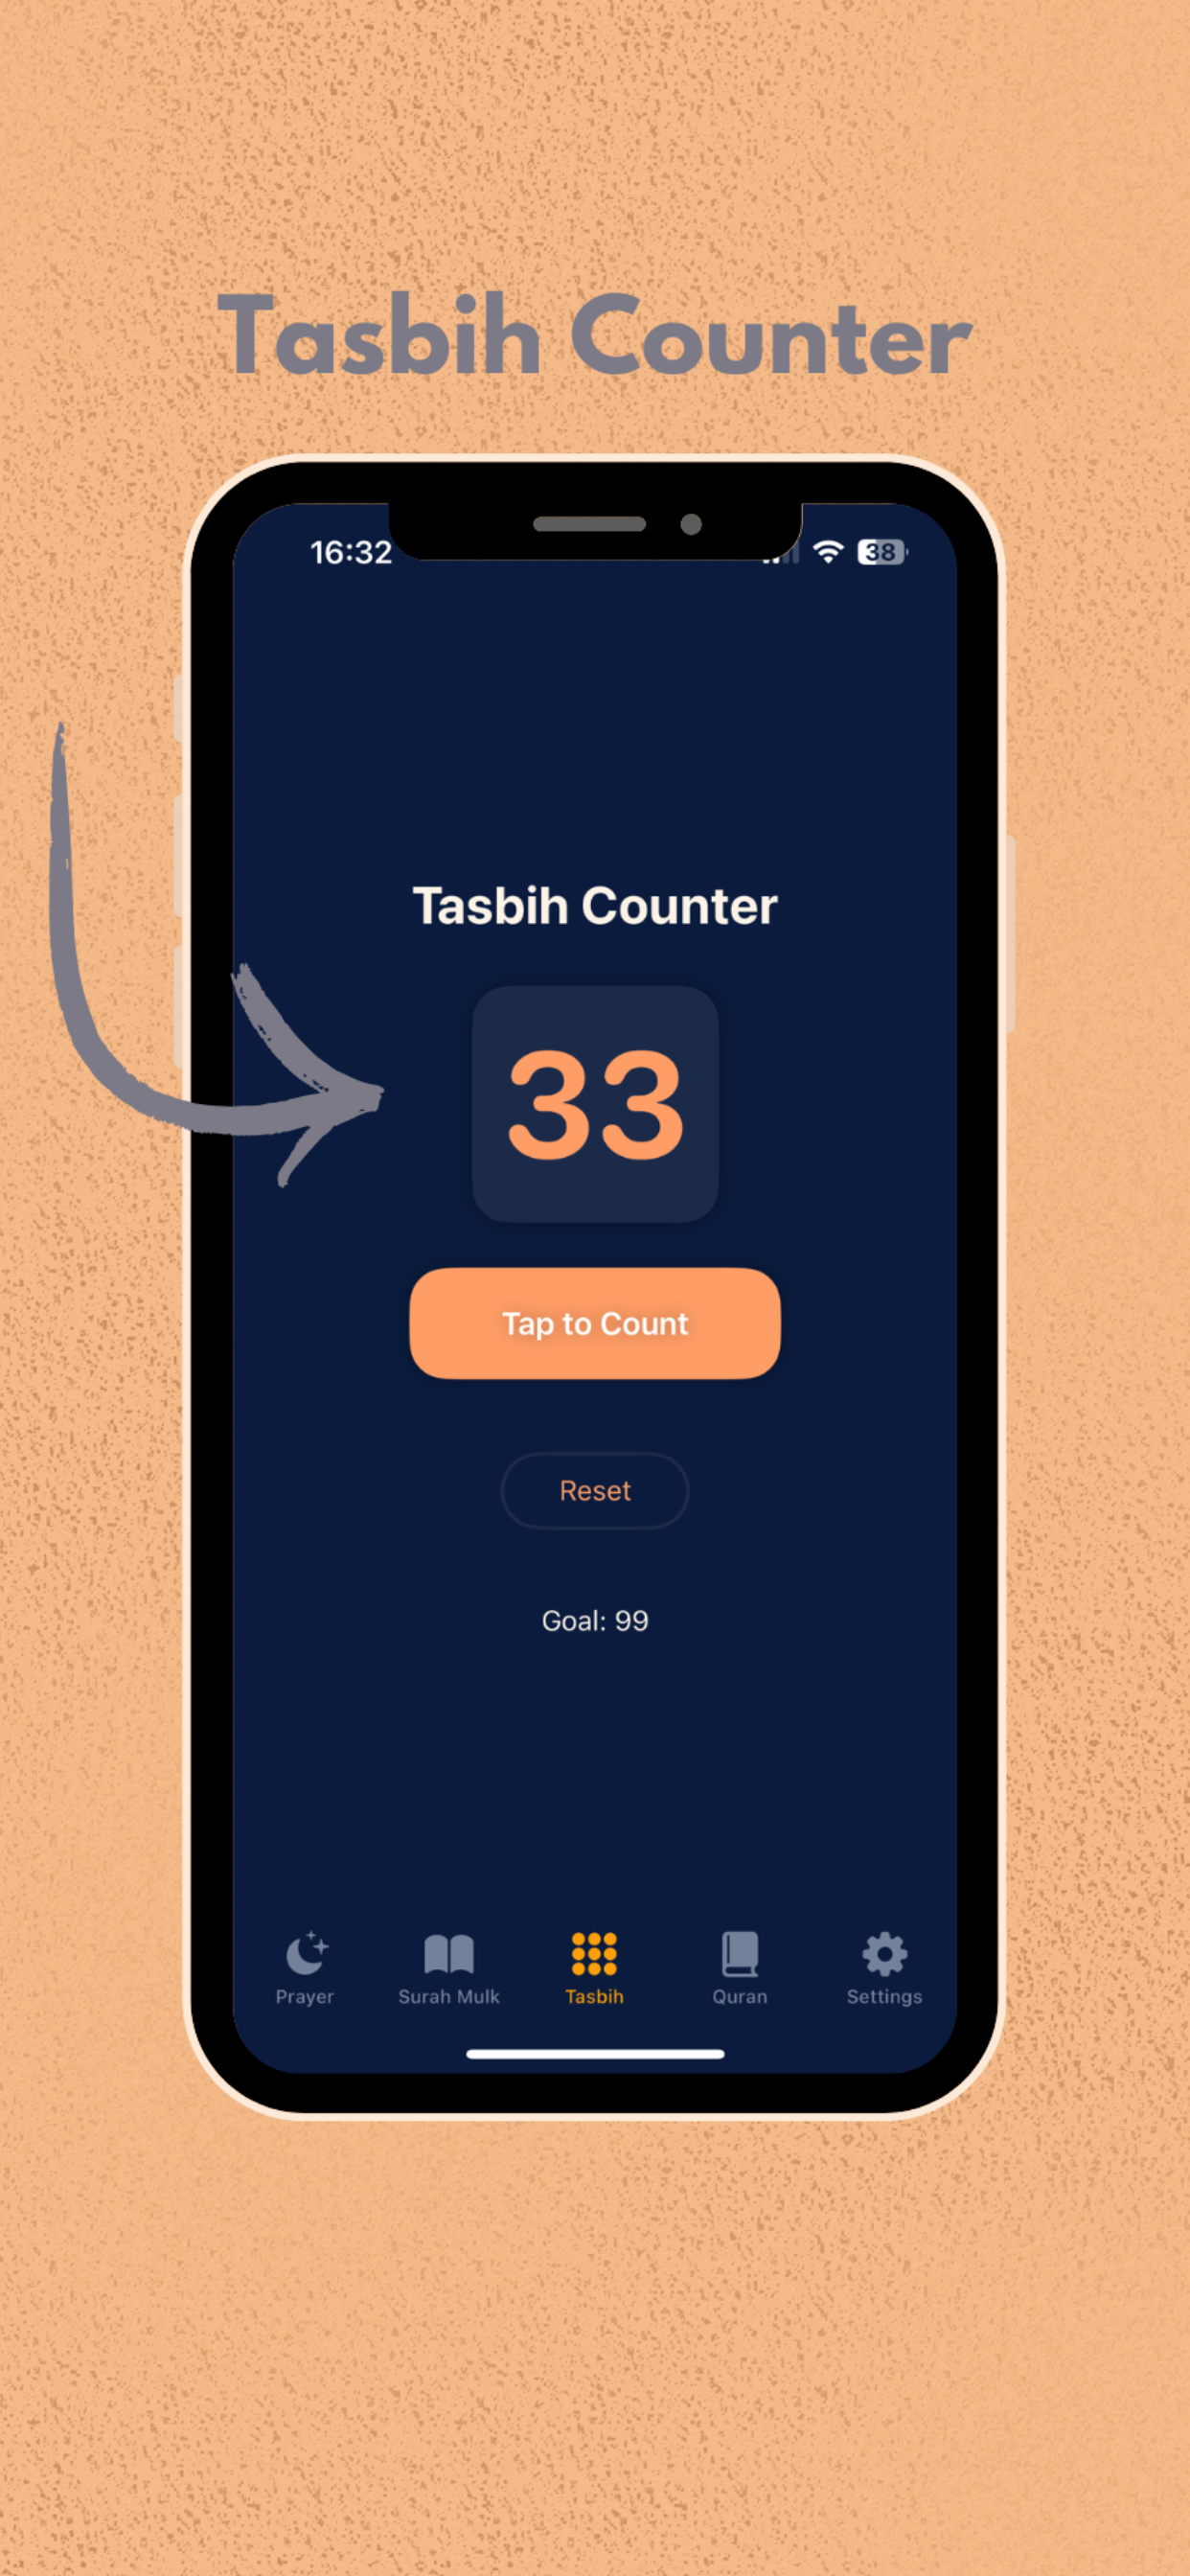 Tasbih Counter
16:32
38
Tasbih Counter
33
Tap to Count
Reset
Goal: 99
Prayer
Surah Mulk
Tasbih
Quran
Settings